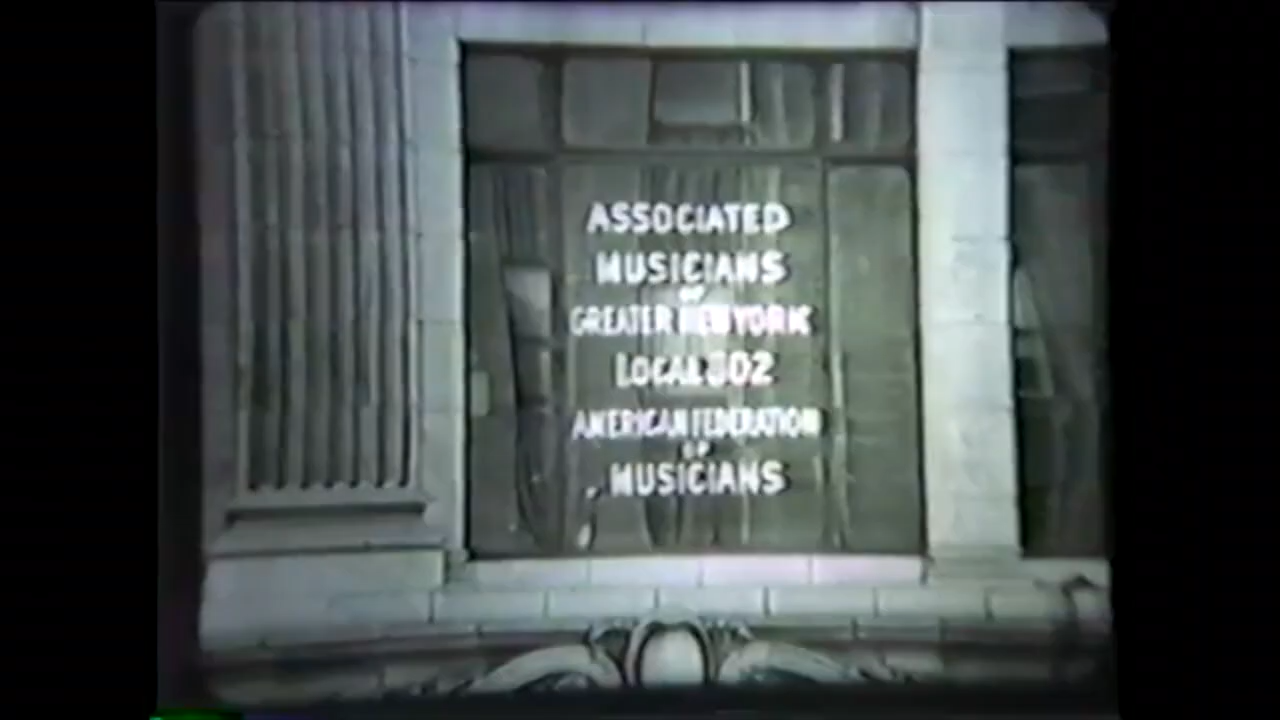 ASSOCIATED
MUSICIANS
OF
GREATER NEW YORK
LOCAL 802
AMERICAN FEDERATION
OF
MUSICIANS